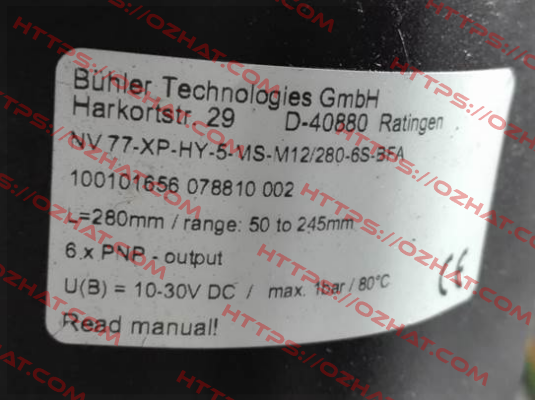 Bühler Technologies GmbH
Harkortstr. 29 D-40880 Ratingen
NV 77-XP-HY-5-MS-M12/280-6S-BFA
100101656 078810 002
L=280mm / range: 50 to 245mm
6 x PNP - output
U(B) = 10-30V DC / max. 1bar / 80°C
CE
Read manual!
HTTPS://OZHAT.COM